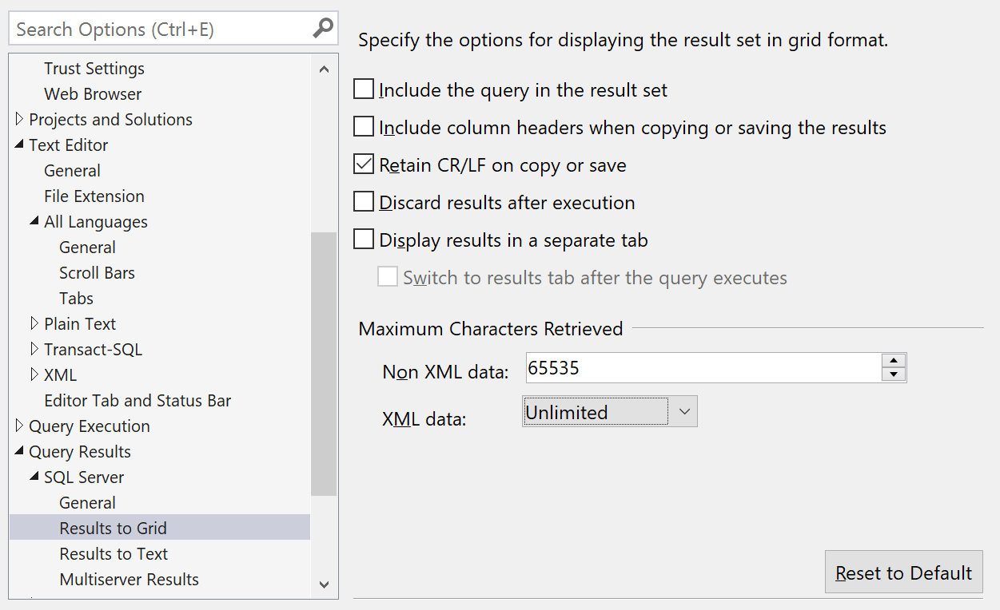 Search Options (Ctrl+E)
Trust Settings
Web Browser
Projects and Solutions
Text Editor
General
File Extension
All Languages
General
Scroll Bars
Tabs
Plain Text
Transact-SQL
XML
Editor Tab and Status Bar
Query Execution
Query Results
SQL Server
General
Results to Grid
Results to Text
Multiserver Results
Specify the options for displaying the result set in grid format.
Include the query in the result set
Include column headers when copying or saving the results
Retain CR/LF on copy or save
Discard results after execution
Display results in a separate tab
Switch to results tab after the query executes
Maximum Characters Retrieved
Non XML data: 65535
XML data: Unlimited
Reset to Default